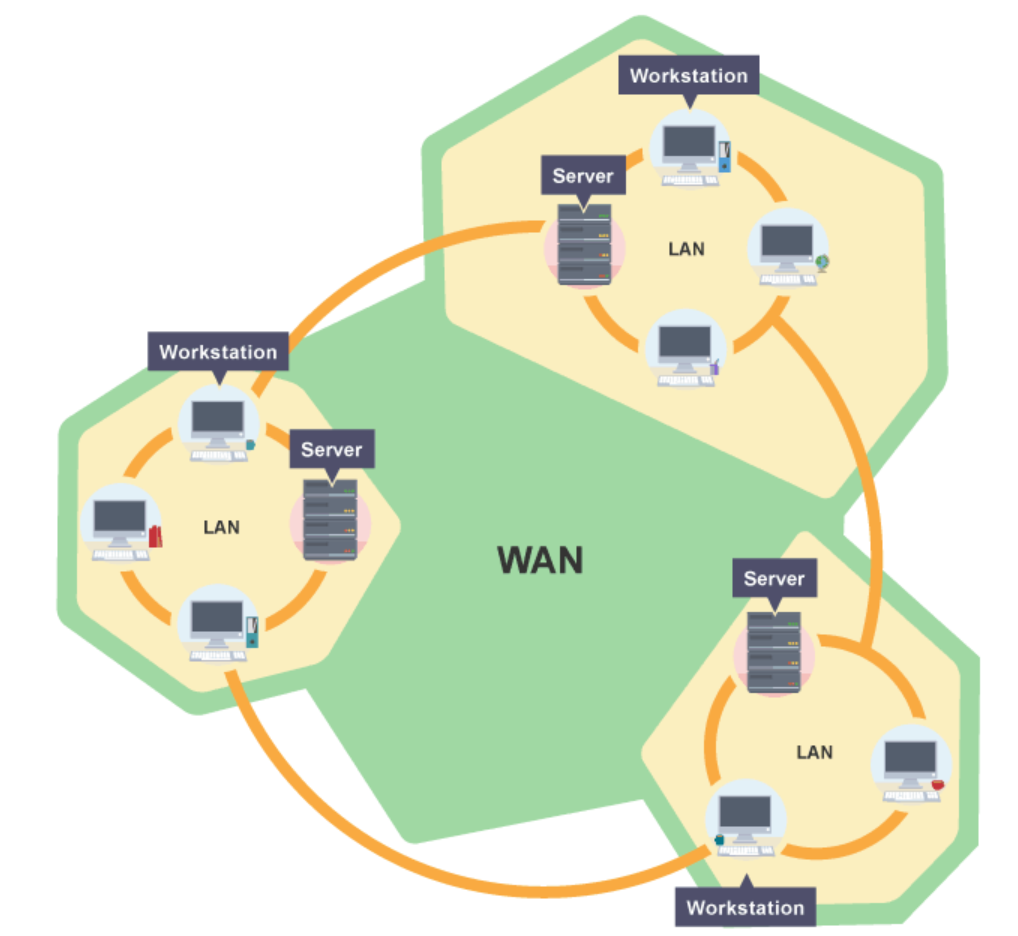 Workstation
Server
LAN
Workstation
Server
LAN
WAN
Server
LAN
Workstation